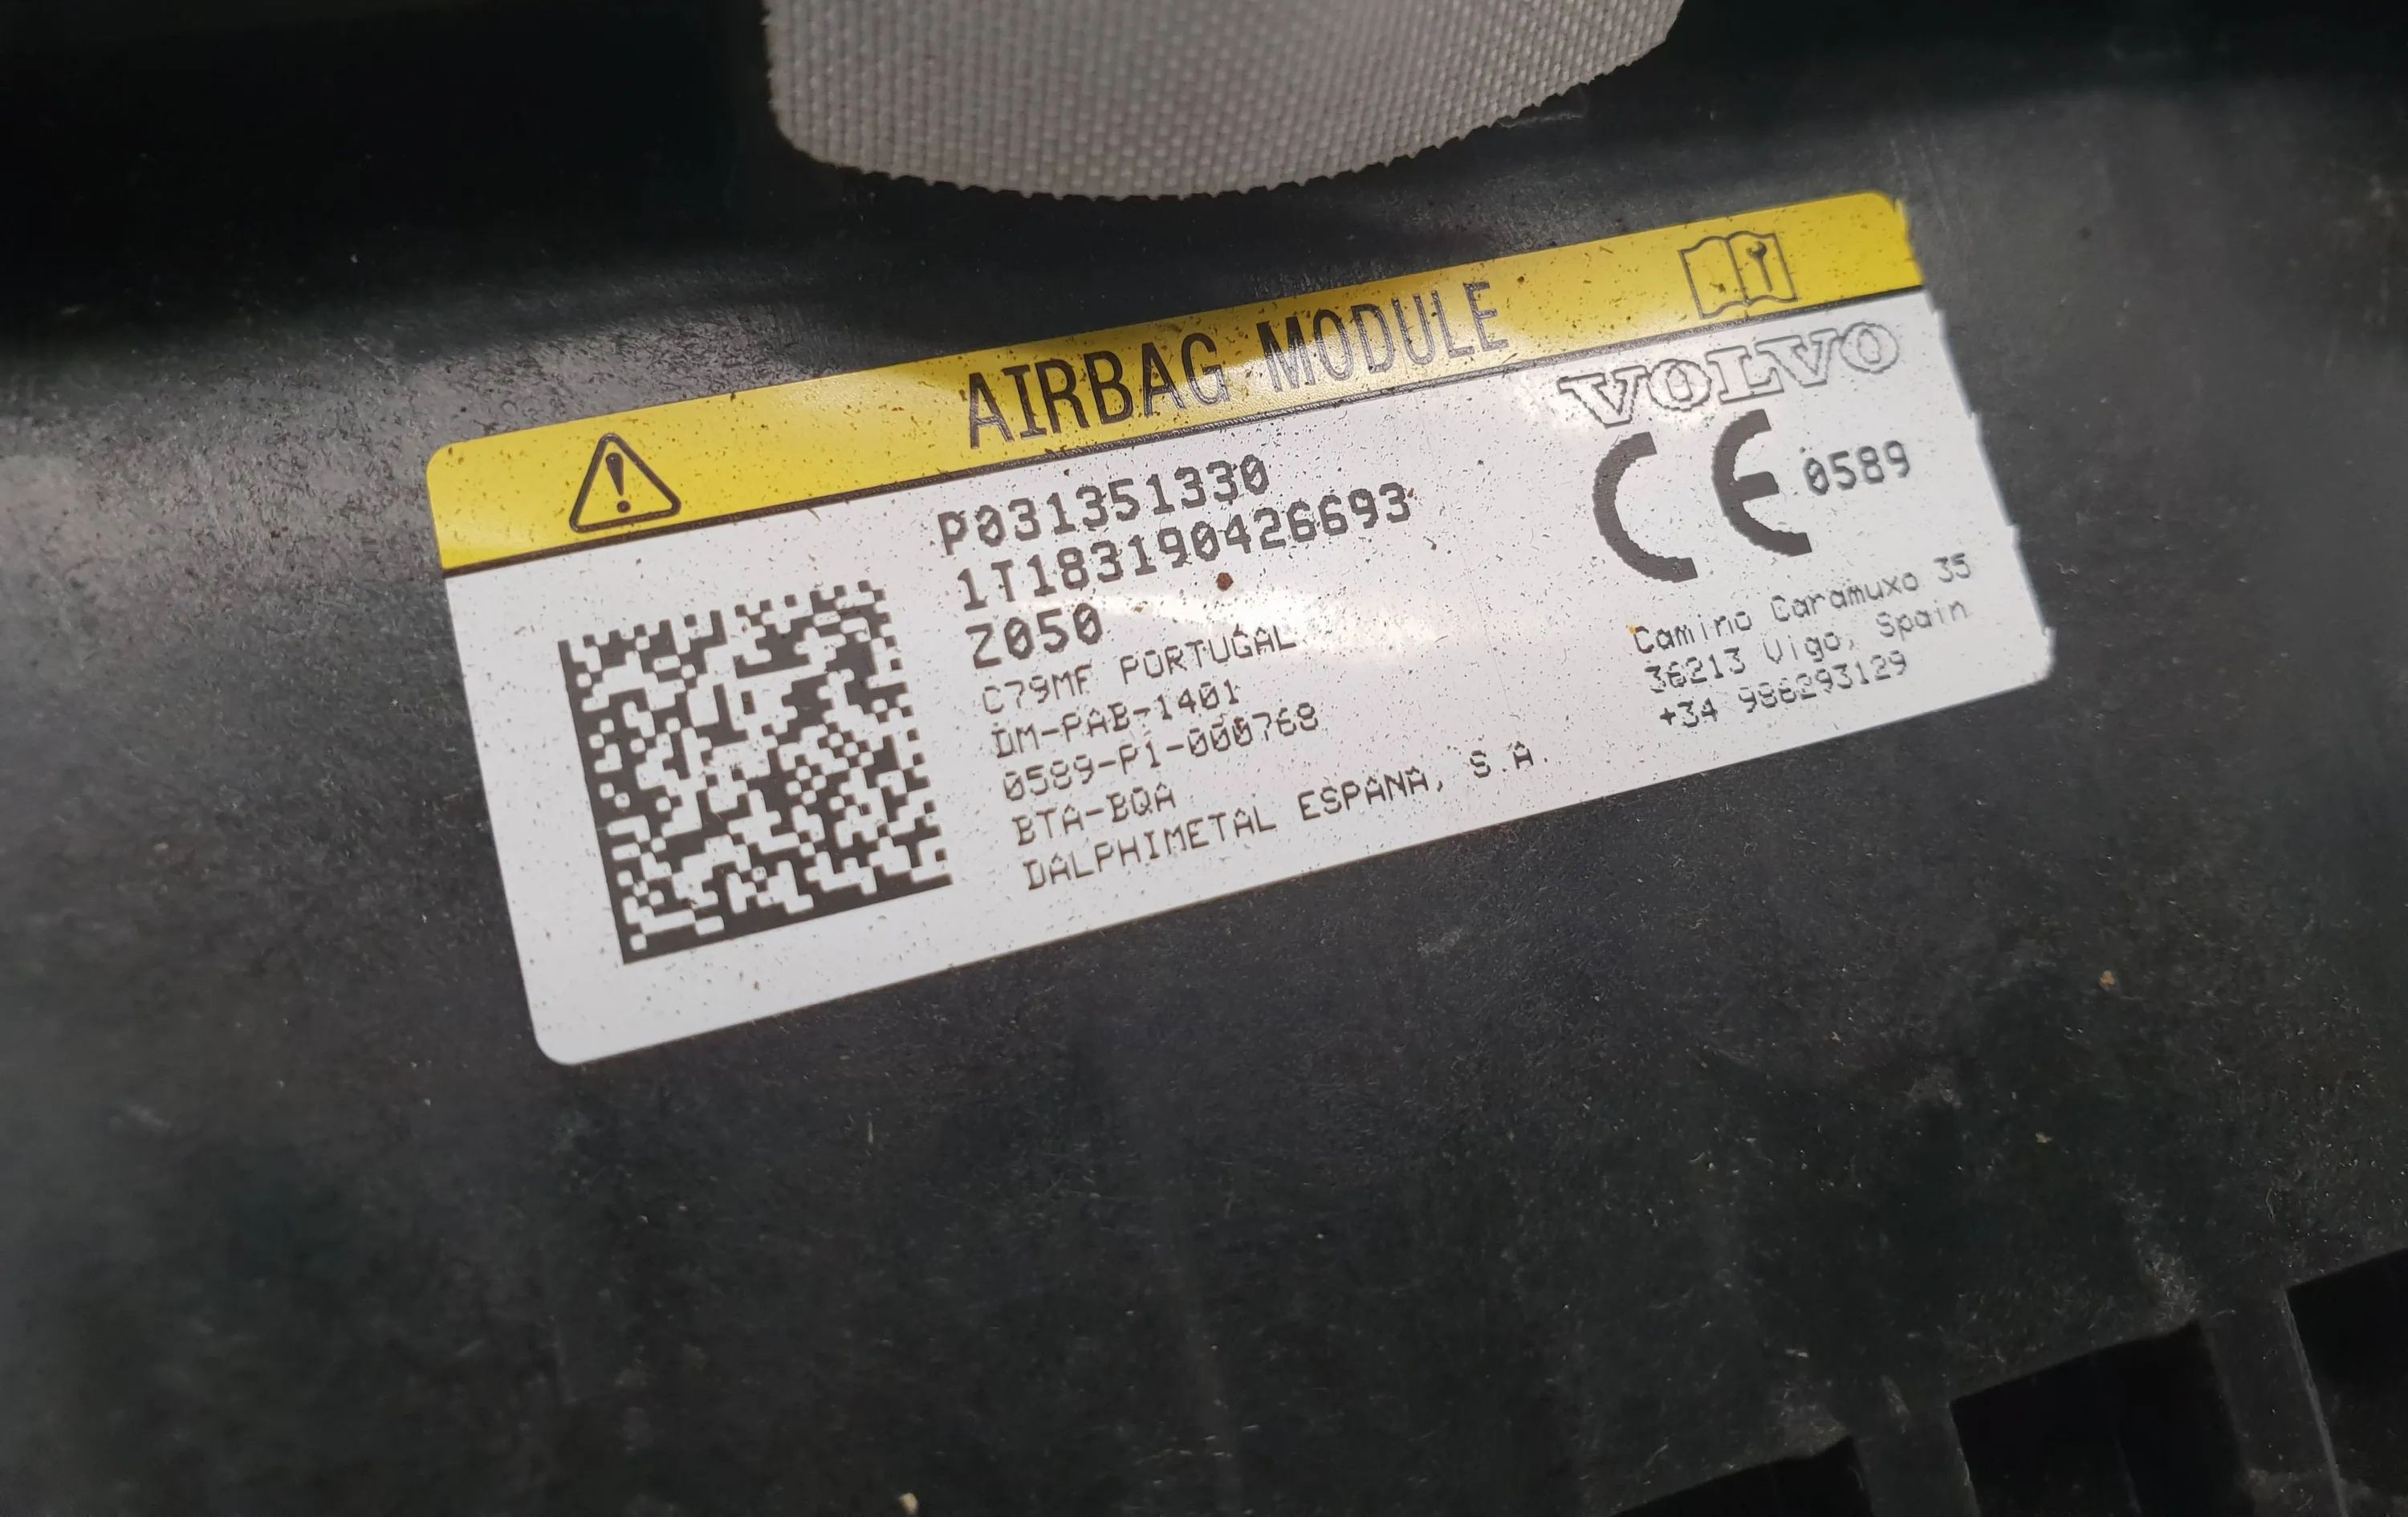 AIRBAG MODULE
P031351330
1T183190426693
Z050
C79MF PORTUGAL
DM-PAB-1401
0589-P1-000768
BTA-BQA
DALPHIMETAL ESPANA, S.A.
VOLVO
CE 0589
Camino Caramuxo 35
36213 Vigo, Spain
+34 986293129